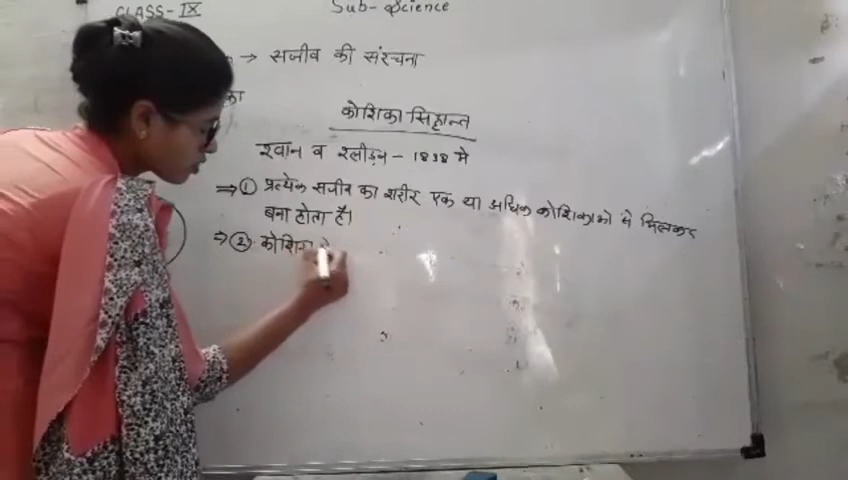 CLASS-IX Sub-Science
→ सजीव की संरचना
कोशिका सिद्धान्त
श्वान व श्लीडन - 1838 मे
⇒ ① प्रत्येक सजीव का शरीर एक या अधिक कोशिकाको से मिलकर
बना होता है।
⇒ ② कोशिका